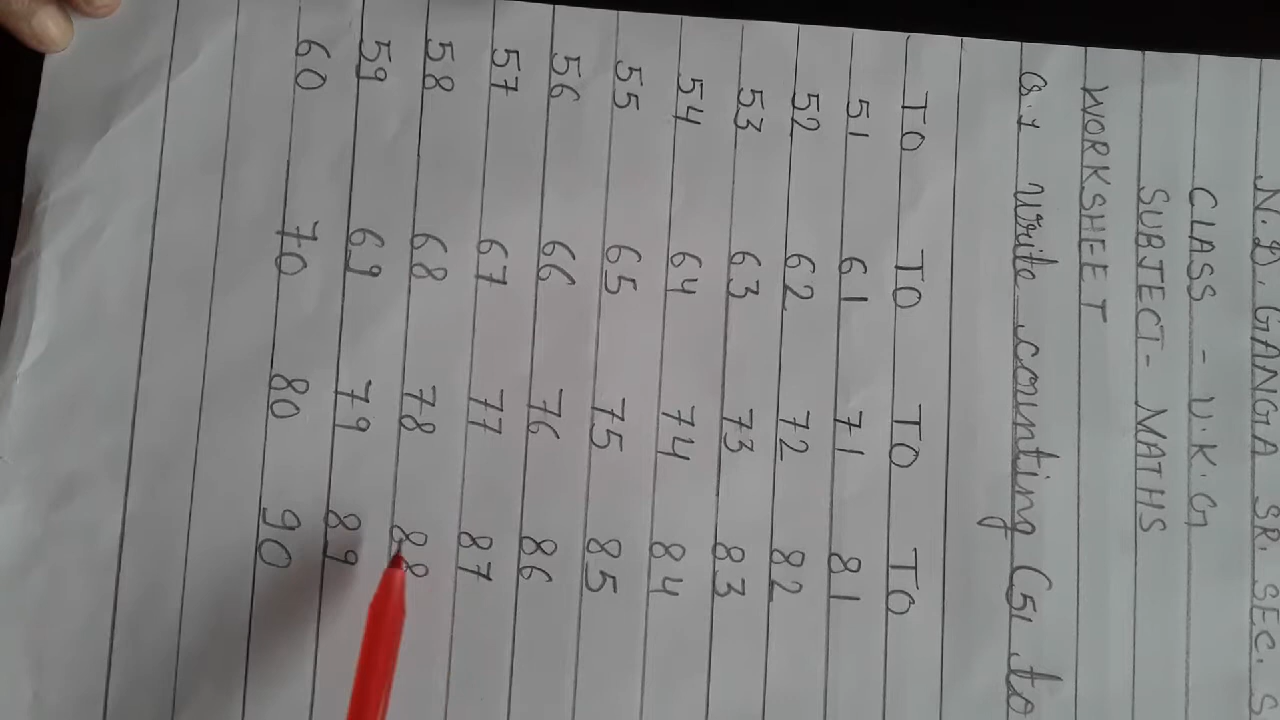 N.D. GANGA SR. SEC. S
CLASS - U.K.G
SUBJECT- MATHS
WORKSHEET
Q.1 write counting (51 to
TO TO TO TO
51 61 71 81
52 62 72 82
53 63 73 83
54 64 74 84
55 65 75 85
56 66 76 86
57 67 77 87
58 68 78 88
59 69 79 89
60 70 80 90